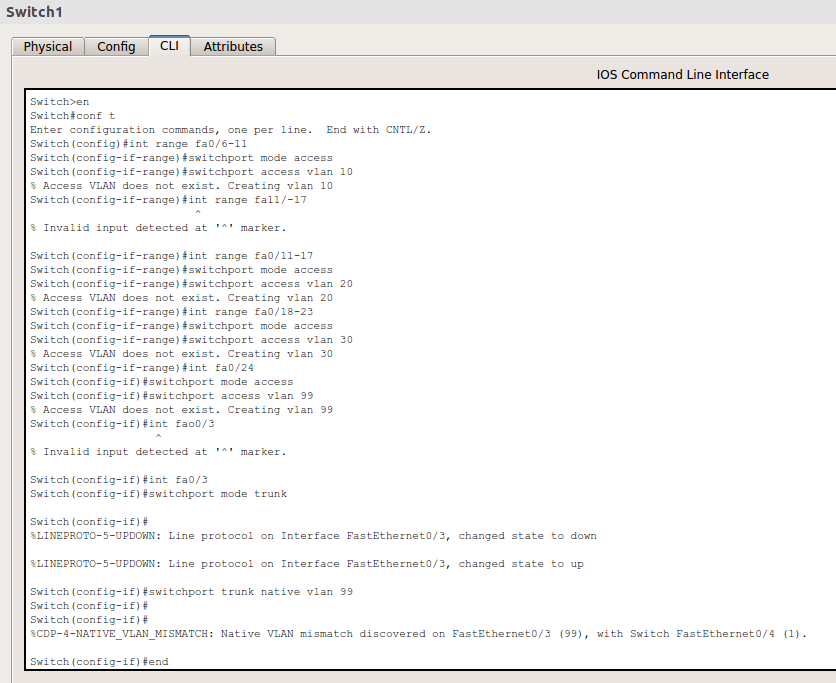 Switch1
Physical Config CLI Attributes
IOS Command Line Interface
Switch>en
Switch#conf t
Enter configuration commands, one per line.  End with CNTL/Z.
Switch(config)#int range fa0/6-11
Switch(config-if-range)#switchport mode access
Switch(config-if-range)#switchport access vlan 10
% Access VLAN does not exist. Creating vlan 10
Switch(config-if-range)#int range fa11/-17
^
% Invalid input detected at '^' marker.
Switch(config-if-range)#int range fa0/11-17
Switch(config-if-range)#switchport mode access
Switch(config-if-range)#switchport access vlan 20
% Access VLAN does not exist. Creating vlan 20
Switch(config-if-range)#int range fa0/18-23
Switch(config-if-range)#switchport mode access
Switch(config-if-range)#switchport access vlan 30
% Access VLAN does not exist. Creating vlan 30
Switch(config-if-range)#int fa0/24
Switch(config-if)#switchport mode access
Switch(config-if)#switchport access vlan 99
% Access VLAN does not exist. Creating vlan 99
Switch(config-if)#int fao0/3
^
% Invalid input detected at '^' marker.
Switch(config-if)#int fa0/3
Switch(config-if)#switchport mode trunk
Switch(config-if)#
%LINEPROTO-5-UPDOWN: Line protocol on Interface FastEthernet0/3, changed state to down
%LINEPROTO-5-UPDOWN: Line protocol on Interface FastEthernet0/3, changed state to up
Switch(config-if)#switchport trunk native vlan 99
Switch(config-if)#
Switch(config-if)#
%CDP-4-NATIVE_VLAN_MISMATCH: Native VLAN mismatch discovered on FastEthernet0/3 (99), with Switch FastEthernet0/4 (1).
Switch(config-if)#end